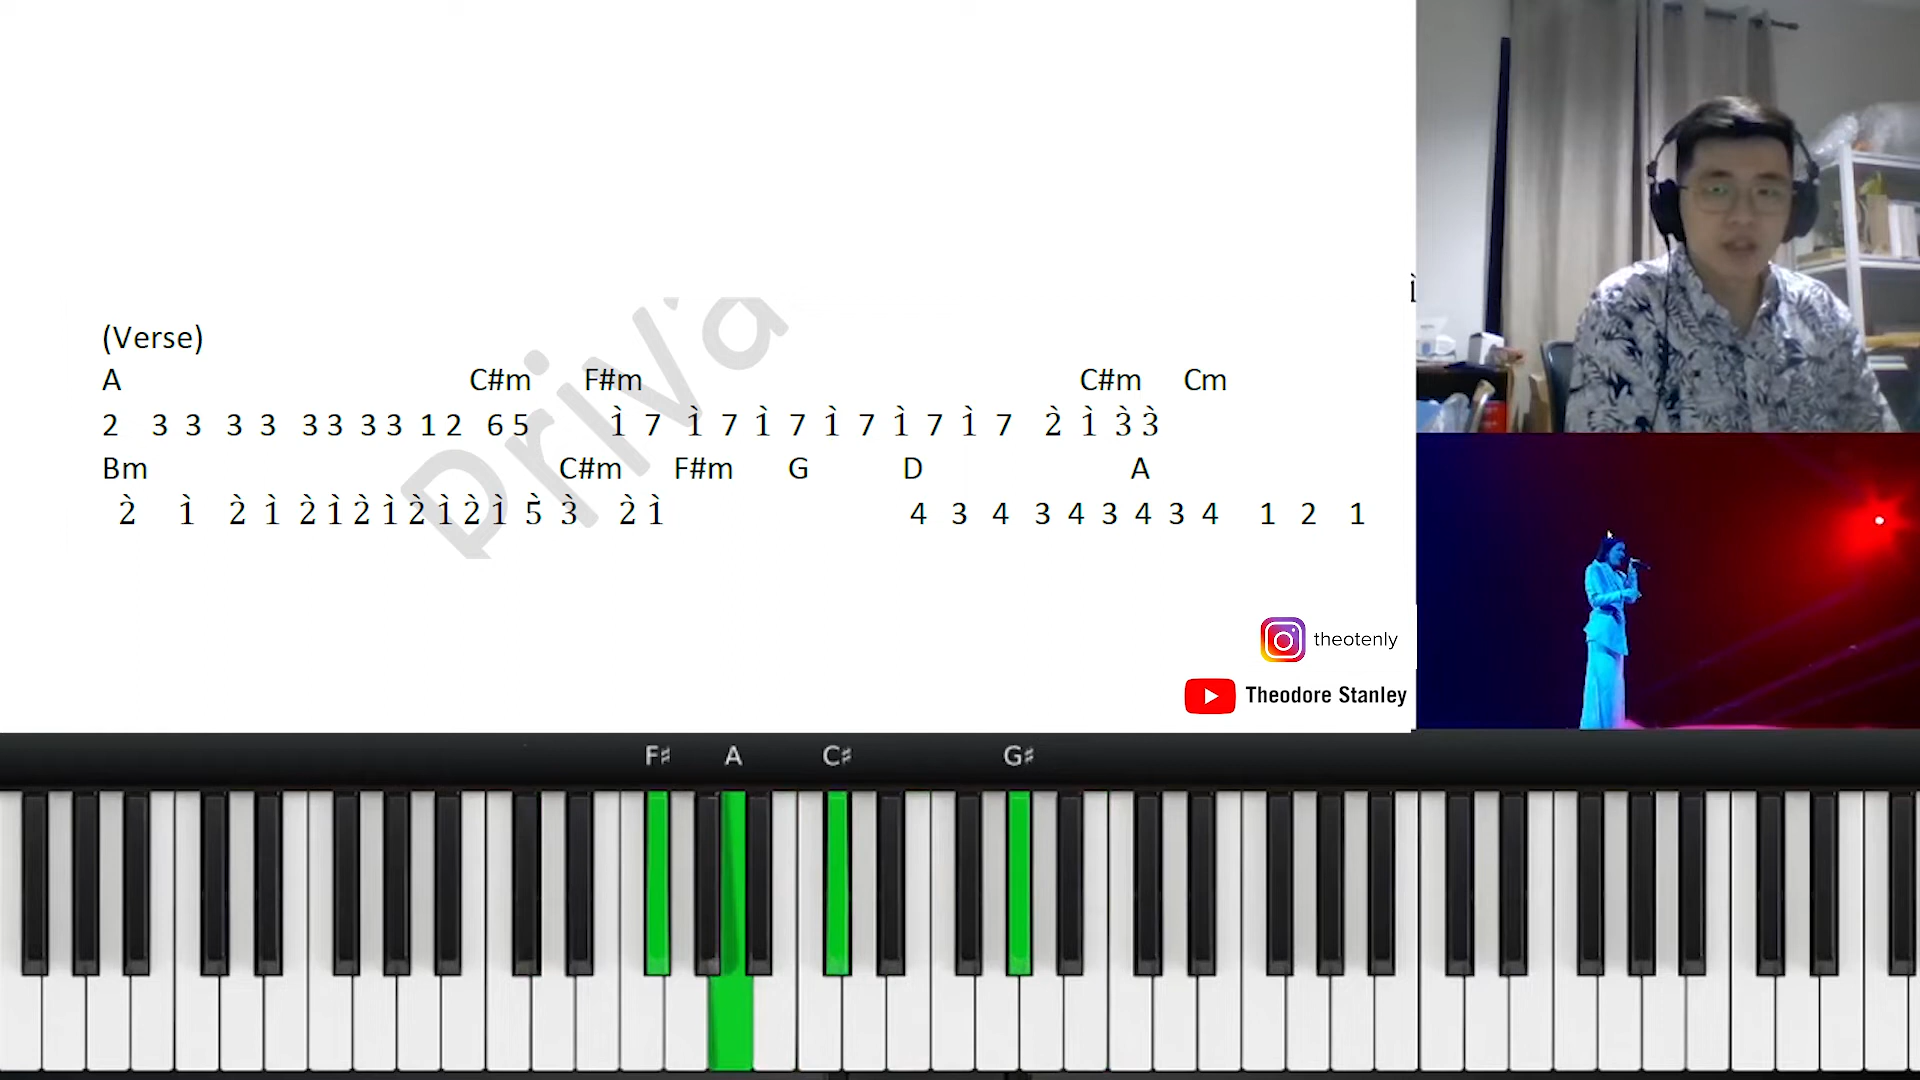 (Verse)
A C#m F#m C#m Cm
2 3 3 3 3 3 3 3 3 1 2 6 5 1̀ 7 1̀ 7 1̀ 7 1̀ 7 1̀ 7 1̀ 7 2̀ 1̀ 3̀ 3̀
Bm C#m F#m G D A
2̀ 1̀ 2̀ 1̀ 2̀ 1̀ 2̀ 1̀ 2̀ 1̀ 2̀ 1̀ 5̀ 3̀ 2̀ 1̀ 4 3 4 3 4 3 4 3 4 1 2 1
Priva
theotenly
Theodore Stanley
F♯ A C♯ G♯